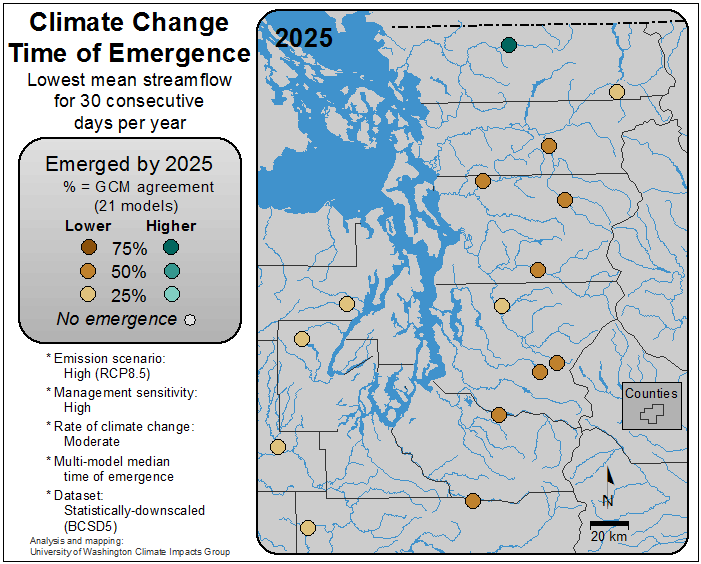 Climate Change
Time of Emergence
Lowest mean streamflow
for 30 consecutive
days per year
Emerged by 2025
% = GCM agreement
(21 models)
Lower Higher
75%
50%
25%
No emergence
* Emission scenario:
High (RCP8.5)
* Management sensitivity:
High
* Rate of climate change:
Moderate
* Multi-model median
time of emergence
* Dataset:
Statistically-downscaled
(BCSD5)
Analysis and mapping:
University of Washington Climate Impacts Group
2025
Counties
N
20 km